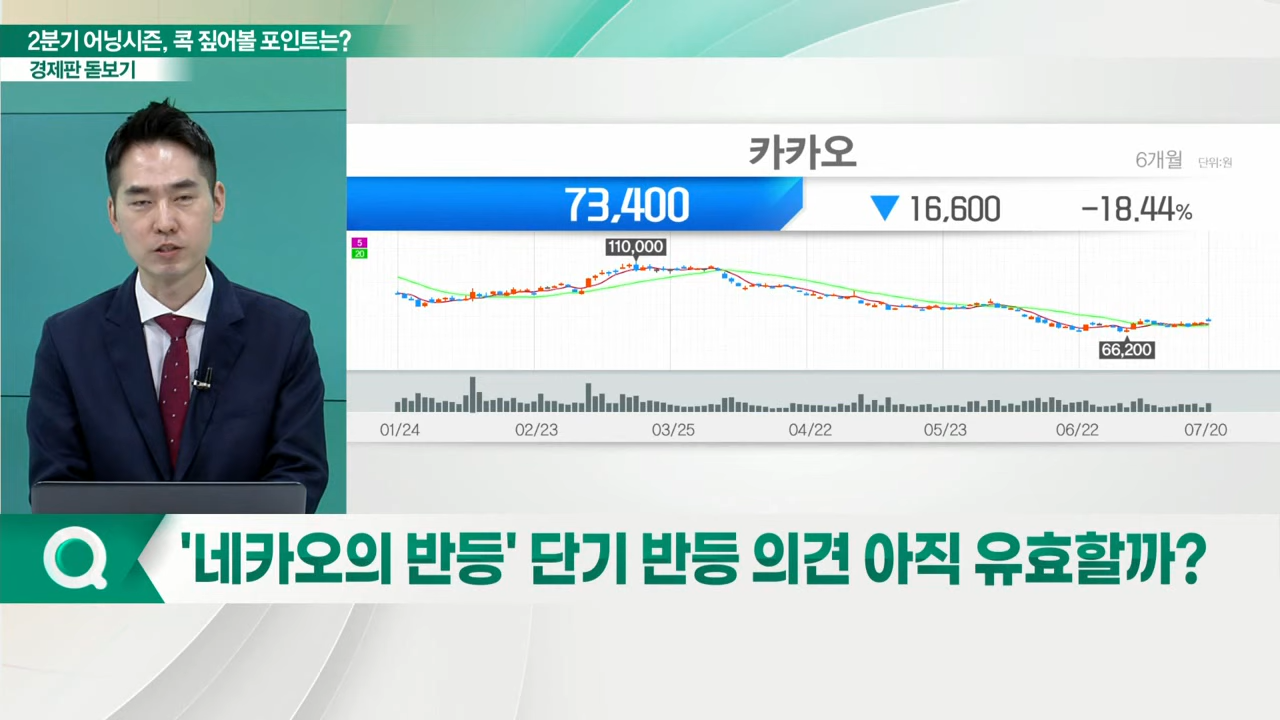 2분기 어닝시즌, 콕 짚어볼 포인트는?
경제판 돋보기
카카오
6개월 단위:원
73,400 ▼ 16,600 -18.44%
5
20
110,000
66,200
01/24 02/23 03/25 04/22 05/23 06/22 07/20
Q '네카오의 반등' 단기 반등 의견 아직 유효할까?